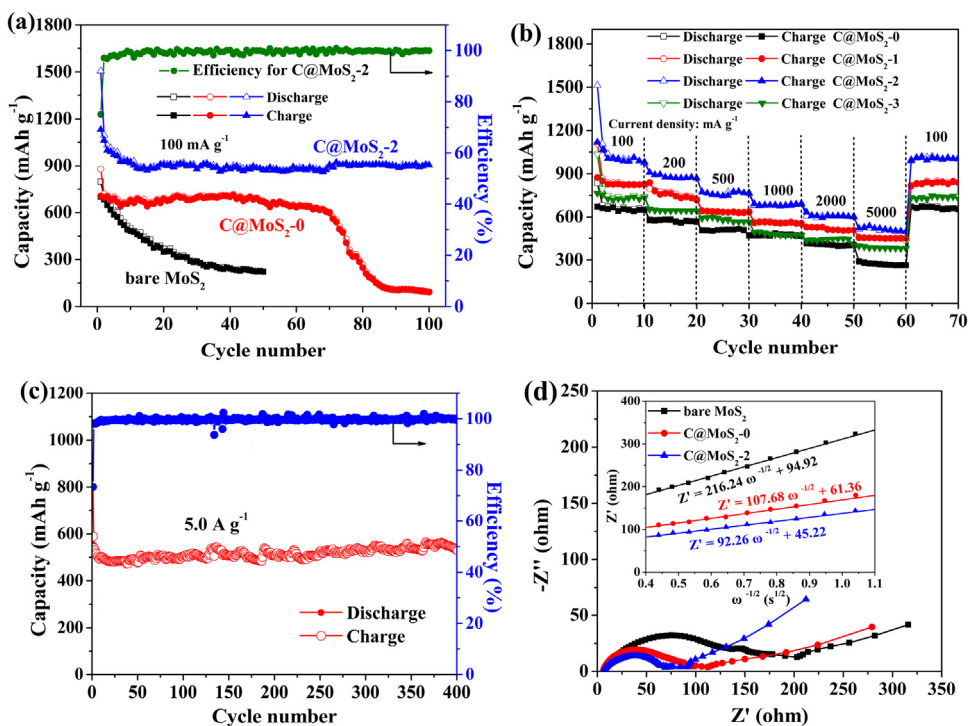 (a)
1800
1500
1200
900
600
300
0
Capacity (mAh g⁻¹)
0 20 40 60 80 100
Cycle number
100
80
60
40
20
0
Efficiency (%)
Efficiency for C@MoS₂-2
Discharge
Charge
100 mA g⁻¹
C@MoS₂-2
C@MoS₂-0
bare MoS₂
(b)
1800
1500
1200
900
600
300
0
Capacity (mAh g⁻¹)
0 10 20 30 40 50 60 70
Cycle number
Discharge Charge C@MoS₂-0
Discharge Charge C@MoS₂-1
Discharge Charge C@MoS₂-2
Discharge Charge C@MoS₂-3
Current density: mA g⁻¹
100 200 500 1000 2000 5000 100
(c)
1200
1100
1000
900
800
700
600
500
400
300
200
100
0
Capacity (mAh g⁻¹)
0 50 100 150 200 250 300 350 400
Cycle number
100
80
60
40
20
0
Efficiency (%)
5.0 A g⁻¹
Discharge
Charge
(d)
250
200
150
100
50
0
-Z'' (ohm)
0 50 100 150 200 250 300 350
Z' (ohm)
bare MoS₂
C@MoS₂-0
C@MoS₂-2
400
300
200
100
0
Z' (ohm)
0.4 0.5 0.6 0.7 0.8 0.9 1.0 1.1
ω⁻¹/² (s¹/²)
Z' = 216.24 ω⁻¹/² + 94.92
Z' = 107.68 ω⁻¹/² + 61.36
Z' = 92.26 ω⁻¹/² + 45.22